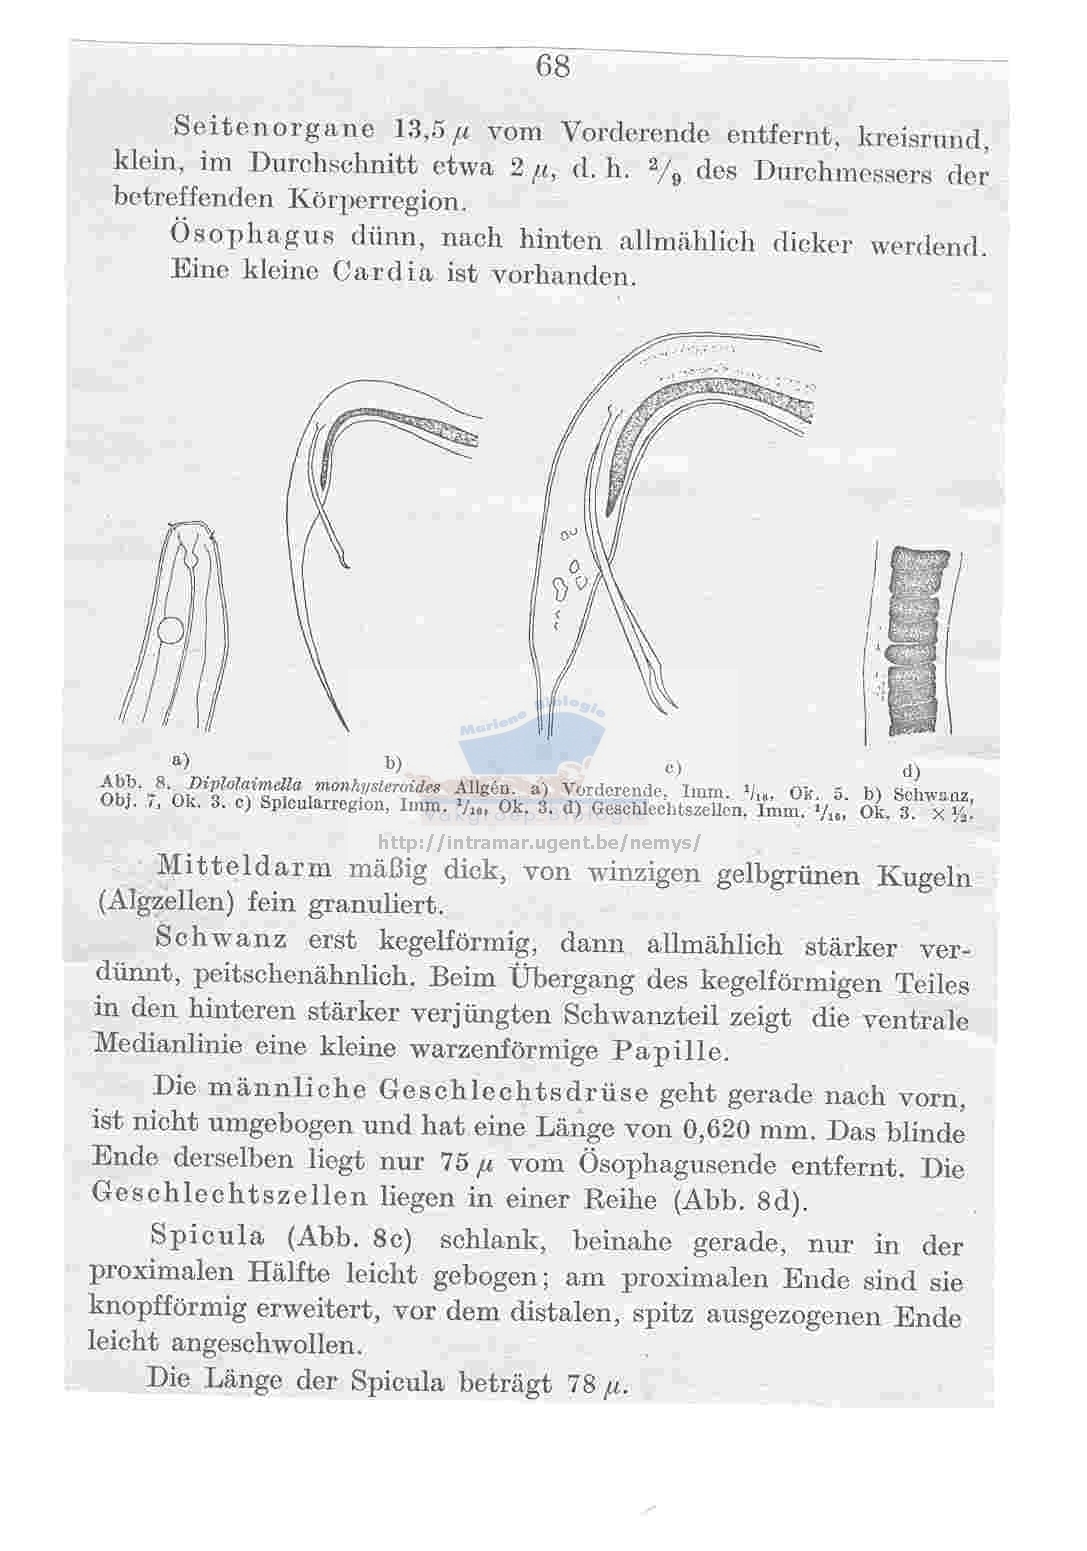 68
Seitenorgane 13,5 µ vom Vorderende entfernt, kreisrund,
klein, im Durchschnitt etwa 2 µ, d. h. ²/₉ des Durchmessers der
betreffenden Körperregion.
Ösophagus dünn, nach hinten allmählich dicker werdend.
Eine kleine Cardia ist vorhanden.
a)
b)
c)
d)
Abb. 8. Diplolaimella monhysteroides Allgén. a) Vorderende, Imm. ¹/₁₆, Ok. 5. b) Schwanz,
Obj. 7, Ok. 3. c) Spicularregion, Imm. ¹/₁₆, Ok. 3. d) Geschlechtszellen, Imm. ¹/₁₆, Ok. 3. × ½.
Mariene Biologie
Vakgroep Biologie
http://intramar.ugent.be/nemys/
Mitteldarm mäßig dick, von winzigen gelbgrünen Kugeln
(Algzellen) fein granuliert.
Schwanz erst kegelförmig, dann allmählich stärker ver-
dünnt, peitschenähnlich. Beim Übergang des kegelförmigen Teiles
in den hinteren stärker verjüngten Schwanzteil zeigt die ventrale
Medianlinie eine kleine warzenförmige Papille.
Die männliche Geschlechtsdrüse geht gerade nach vorn,
ist nicht umgebogen und hat eine Länge von 0,620 mm. Das blinde
Ende derselben liegt nur 75 µ vom Ösophagusende entfernt. Die
Geschlechtszellen liegen in einer Reihe (Abb. 8d).
Spicula (Abb. 8c) schlank, beinahe gerade, nur in der
proximalen Hälfte leicht gebogen; am proximalen Ende sind sie
knopfförmig erweitert, vor dem distalen, spitz ausgezogenen Ende
leicht angeschwollen.
Die Länge der Spicula beträgt 78 µ.